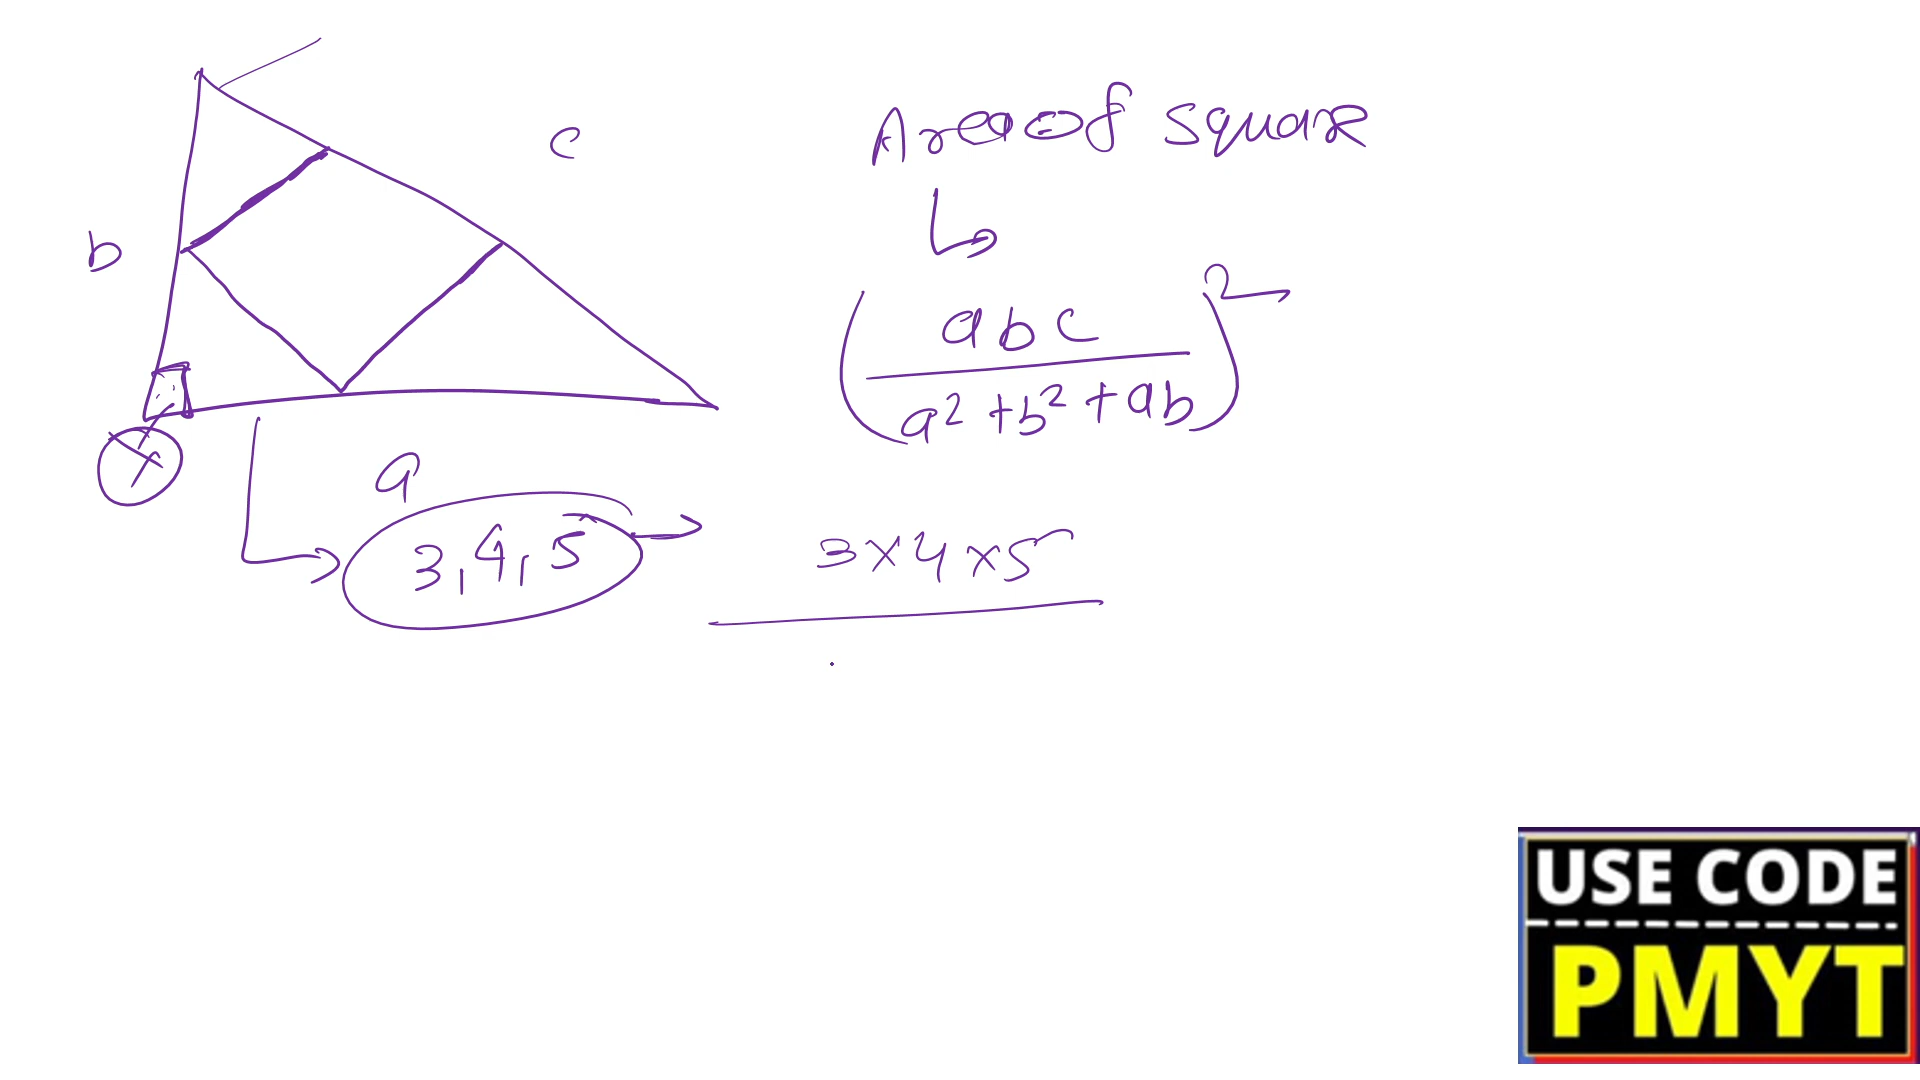 c
Area of square
b
(abc / a²+b²+ab)²
a
3,4,5
3×4×5
USE CODE
PMYT